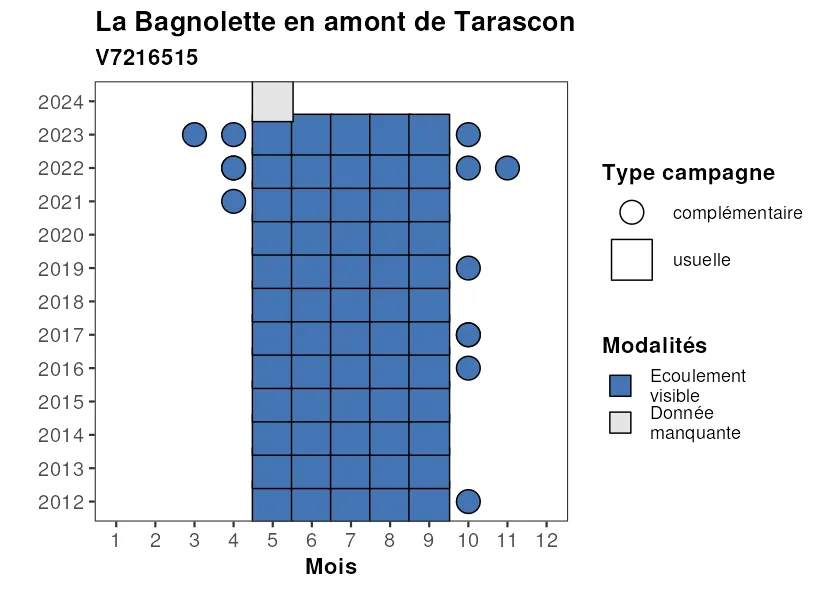 La Bagnolette en amont de Tarascon
V7216515
2024
2023
2022
2021
2020
2019
2018
2017
2016
2015
2014
2013
2012
1 2 3 4 5 6 7 8 9 10 11 12
Mois
Type campagne
complémentaire
usuelle
Modalités
Ecoulement
visible
Donnée
manquante